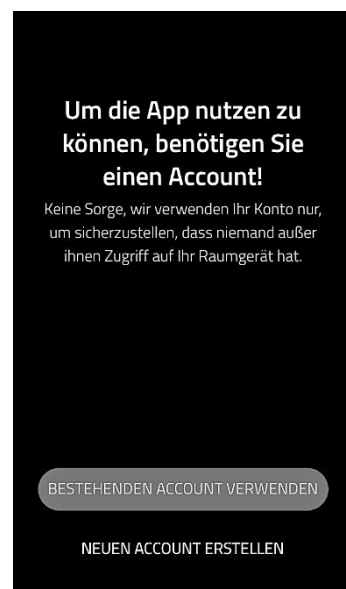 Um die App nutzen zu
können, benötigen Sie
einen Account!
Keine Sorge, wir verwenden Ihr Konto nur,
um sicherzustellen, dass niemand außer
ihnen Zugriff auf Ihr Raumgerät hat.
BESTEHENDEN ACCOUNT VERWENDEN
NEUEN ACCOUNT ERSTELLEN